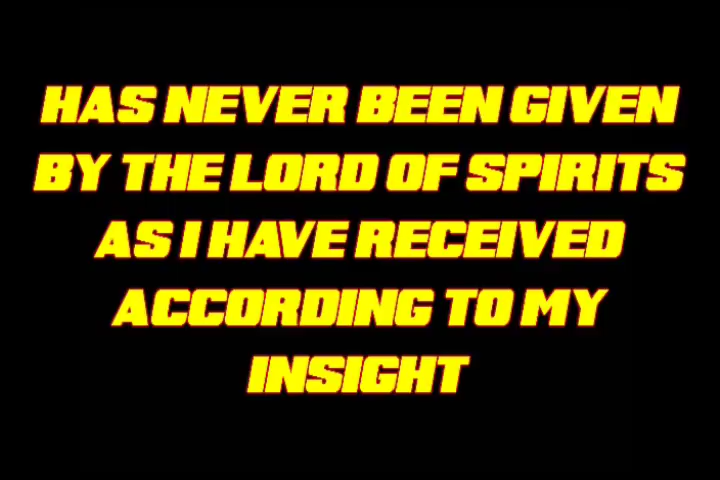 HAS NEVER BEEN GIVEN
BY THE LORD OF SPIRITS
AS I HAVE RECEIVED
ACCORDING TO MY
INSIGHT